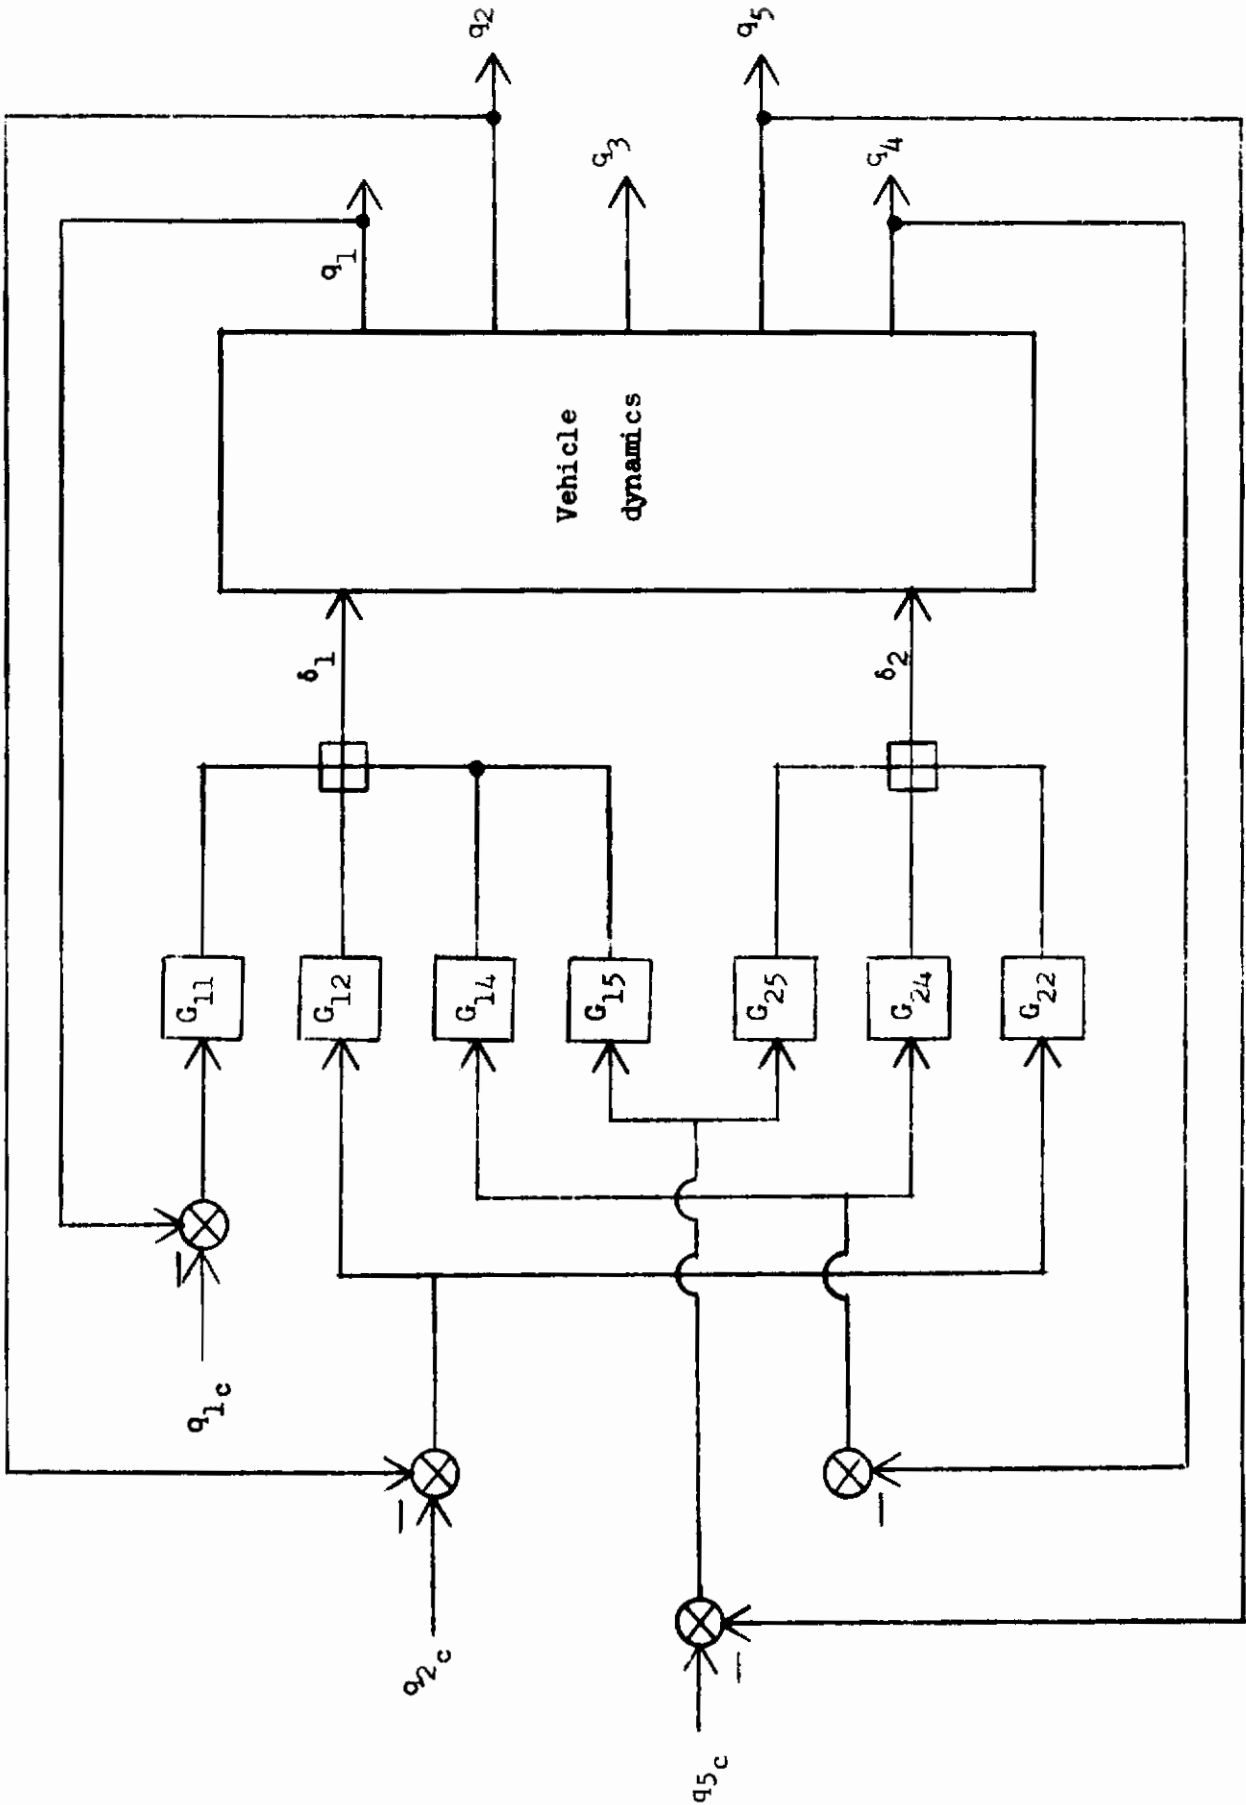 q2
q5
q3
q4
q1
Vehicle
dynamics
δ1
δ2
G11
G12
G14
G15
G25
G24
G22
−
q1c
−
q2c
−
−
q5c